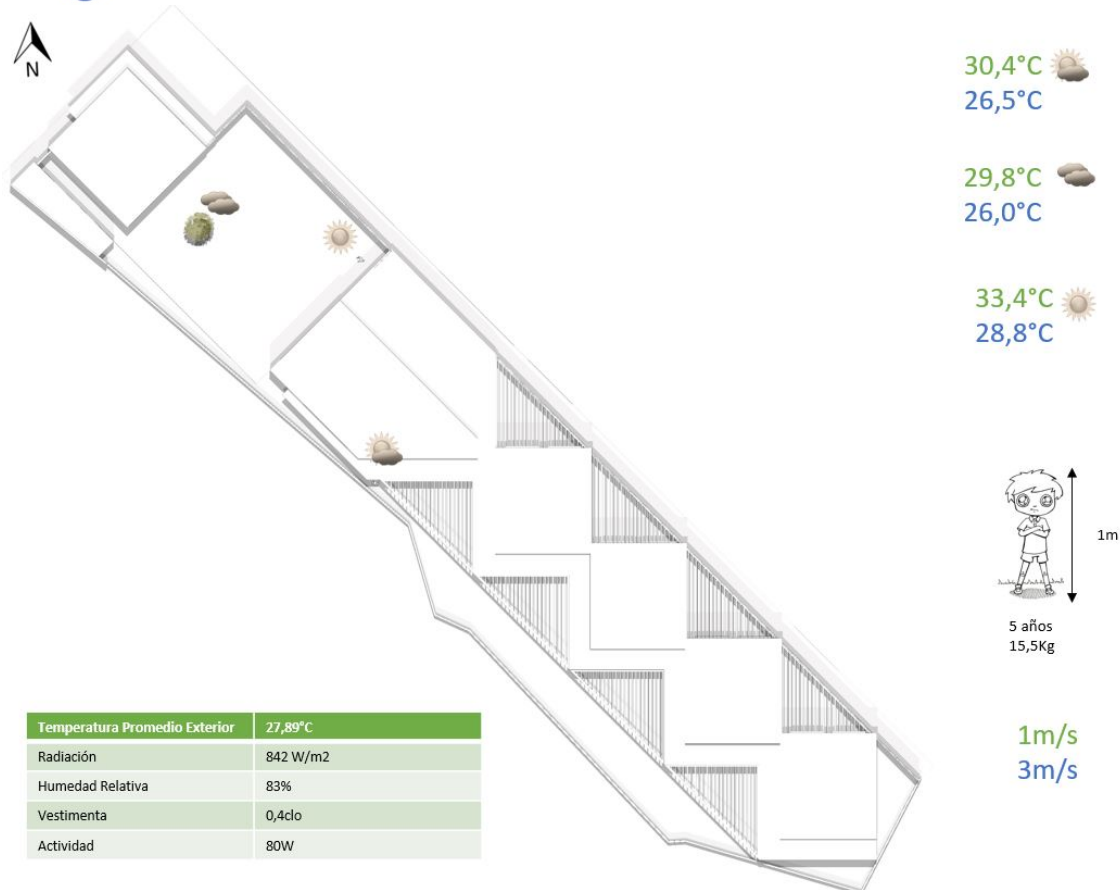 N
30,4°C
26,5°C
29,8°C
26,0°C
33,4°C
28,8°C
1m
5 años
15,5Kg
1m/s
3m/s
Temperatura Promedio Exterior 27,89°C
Radiación 842 W/m2
Humedad Relativa 83%
Vestimenta 0,4clo
Actividad 80W